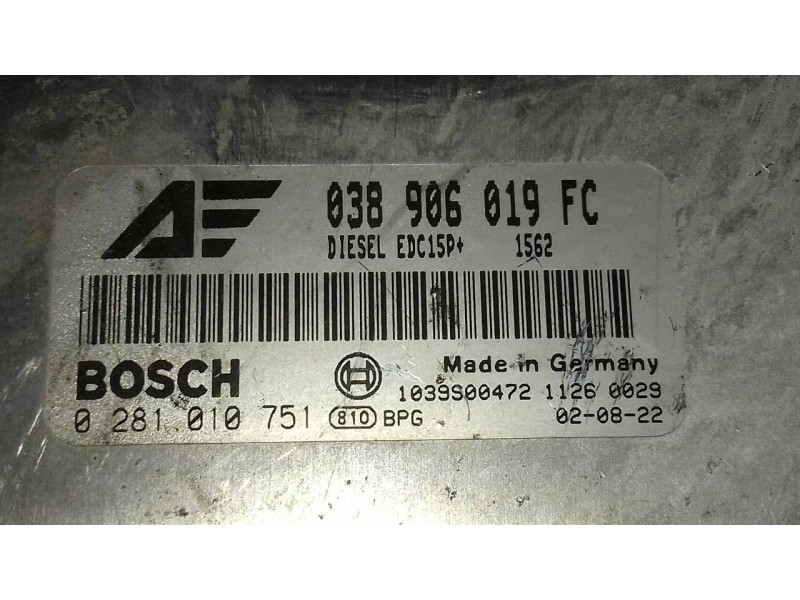 AF 038 906 019 FC
DIESEL EDC15P+ 1562
BOSCH Made in Germany
1039S00472 1126 0029
0 281 010 751 810 BPG 02-08-22